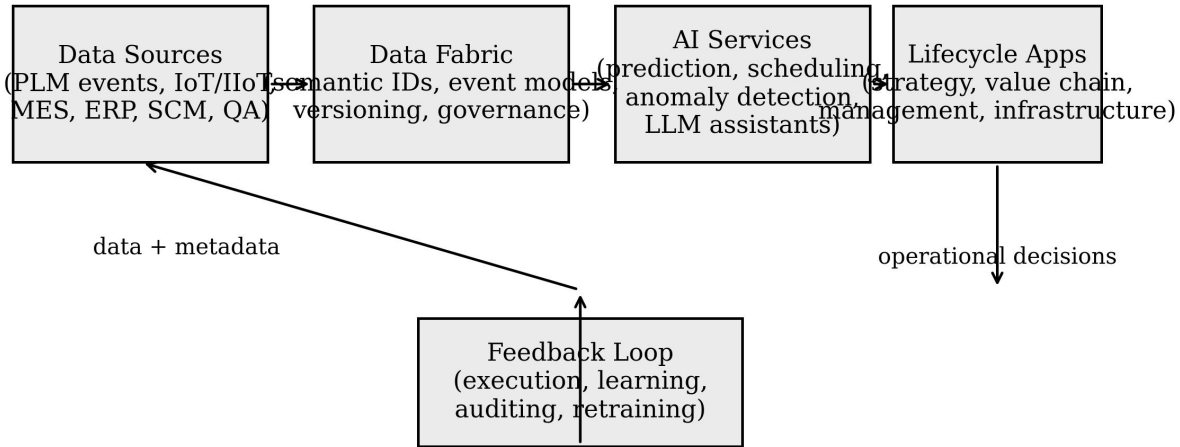 Data Sources
(PLM events, IoT/IIoT,
MES, ERP, SCM, QA)
Data Fabric
(semantic IDs, event models,
versioning, governance)
AI Services
(prediction, scheduling,
anomaly detection,
LLM assistants)
Lifecycle Apps
(strategy, value chain,
management, infrastructure)
data + metadata
operational decisions
Feedback Loop
(execution, learning,
auditing, retraining)